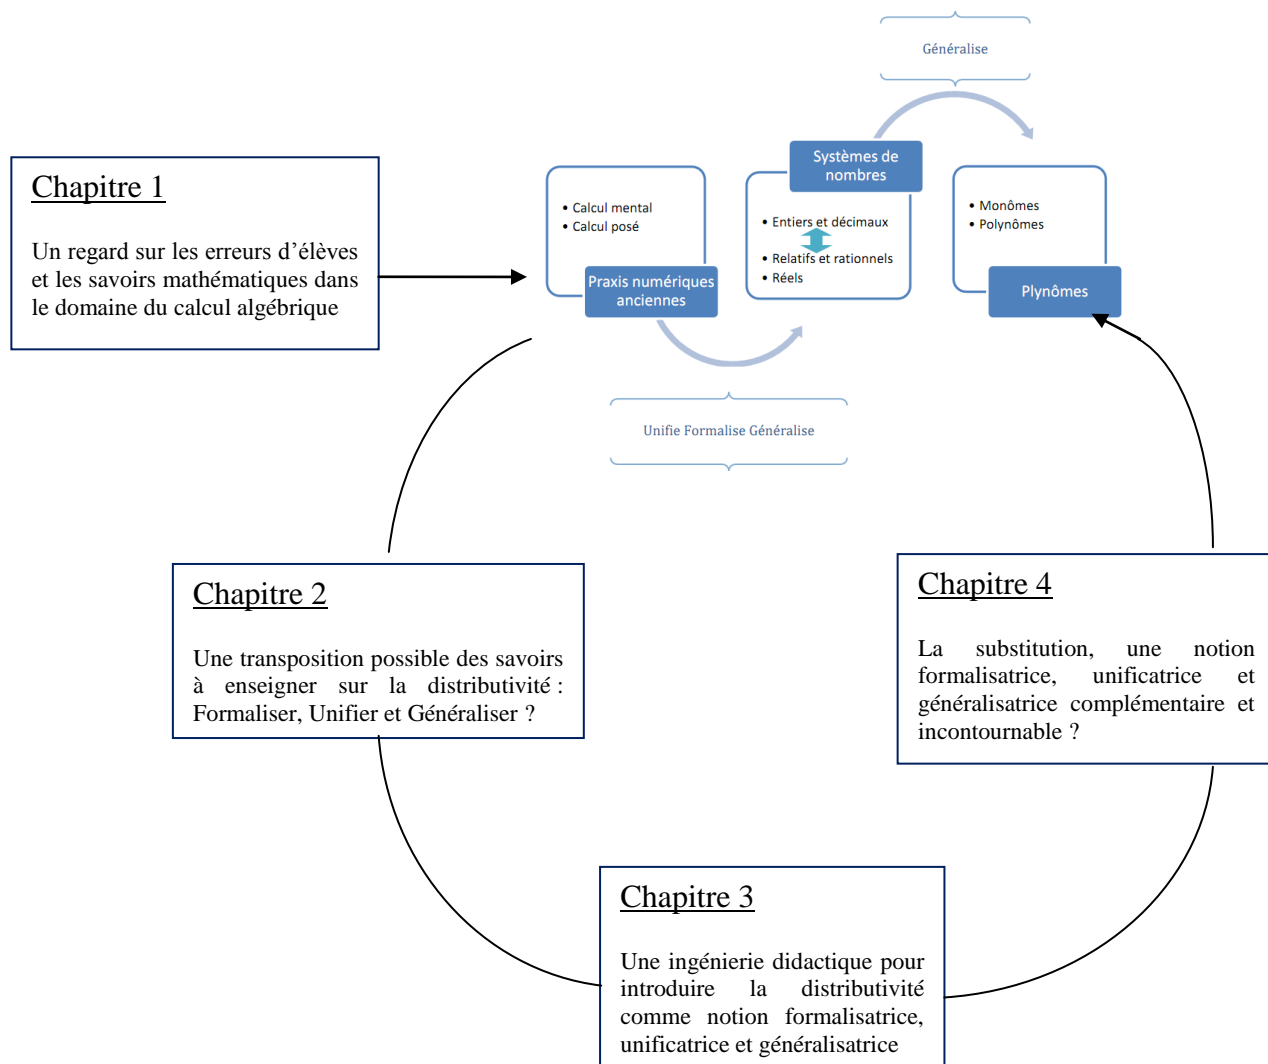 Généralise
Chapitre 1
Un regard sur les erreurs d’élèves
et les savoirs mathématiques dans
le domaine du calcul algébrique
• Calcul mental
• Calcul posé
Praxis numériques
anciennes
Systèmes de
nombres
• Entiers et décimaux
• Relatifs et rationnels
• Réels
• Monômes
• Polynômes
Plynômes
Unifie Formalise Généralise
Chapitre 2
Une transposition possible des savoirs
à enseigner sur la distributivité :
Formaliser, Unifier et Généraliser ?
Chapitre 4
La substitution, une notion
formalisatrice, unificatrice et
généralisatrice complémentaire et
incontournable ?
Chapitre 3
Une ingénierie didactique pour
introduire la distributivité
comme notion formalisatrice,
unificatrice et généralisatrice